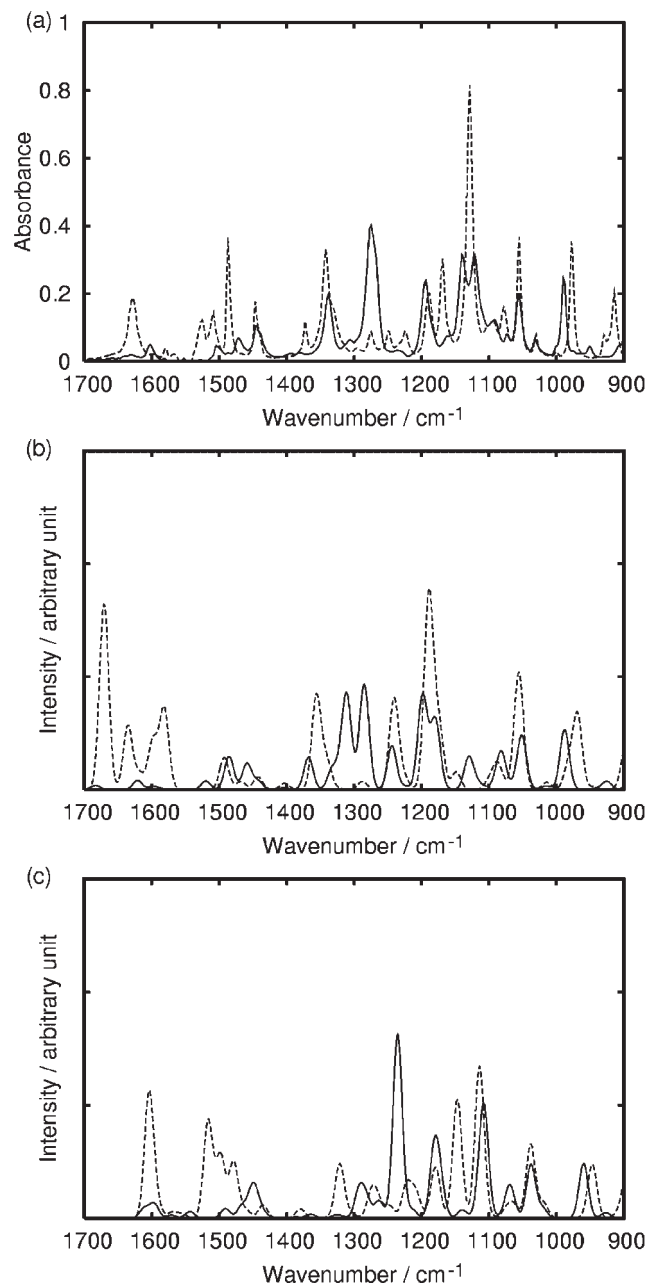 (a)
1
0.8
0.6
0.4
0.2
0
Absorbance
1700 1600 1500 1400 1300 1200 1100 1000 900
Wavenumber / cm⁻¹
(b)
Intensity / arbitrary unit
1700 1600 1500 1400 1300 1200 1100 1000 900
Wavenumber / cm⁻¹
(c)
Intensity / arbitrary unit
1700 1600 1500 1400 1300 1200 1100 1000 900
Wavenumber / cm⁻¹